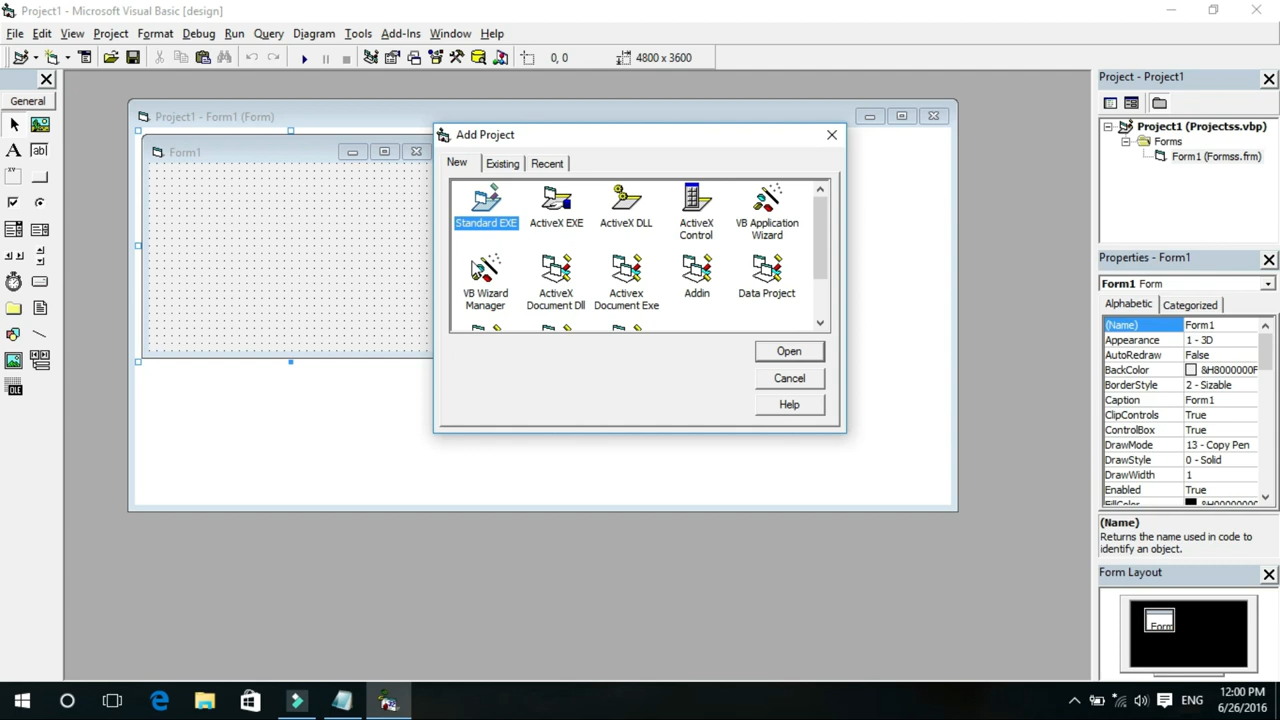 Project1 - Microsoft Visual Basic [design]
File Edit View Project Format Debug Run Query Diagram Tools Add-Ins Window Help
0, 0
4800 x 3600
General
A
ab|
XY
OLE
Project1 - Form1 (Form)
Form1
Add Project
New Existing Recent
Standard EXE
ActiveX EXE
ActiveX DLL
ActiveX
Control
VB Application
Wizard
VB Wizard
Manager
ActiveX
Document Dll
Activex
Document Exe
Addin
Data Project
Open
Cancel
Help
Project - Project1
Project1 (Projectss.vbp)
Forms
Form1 (Formss.frm)
Properties - Form1
Form1 Form
Alphabetic Categorized
(Name) Form1
Appearance 1 - 3D
AutoRedraw False
BackColor &H8000000F
BorderStyle 2 - Sizable
Caption Form1
ClipControls True
ControlBox True
DrawMode 13 - Copy Pen
DrawStyle 0 - Solid
DrawWidth 1
Enabled True
FillColor &H00000000
(Name)
Returns the name used in code to
identify an object.
Form Layout
Form
ENG
12:00 PM
6/26/2016